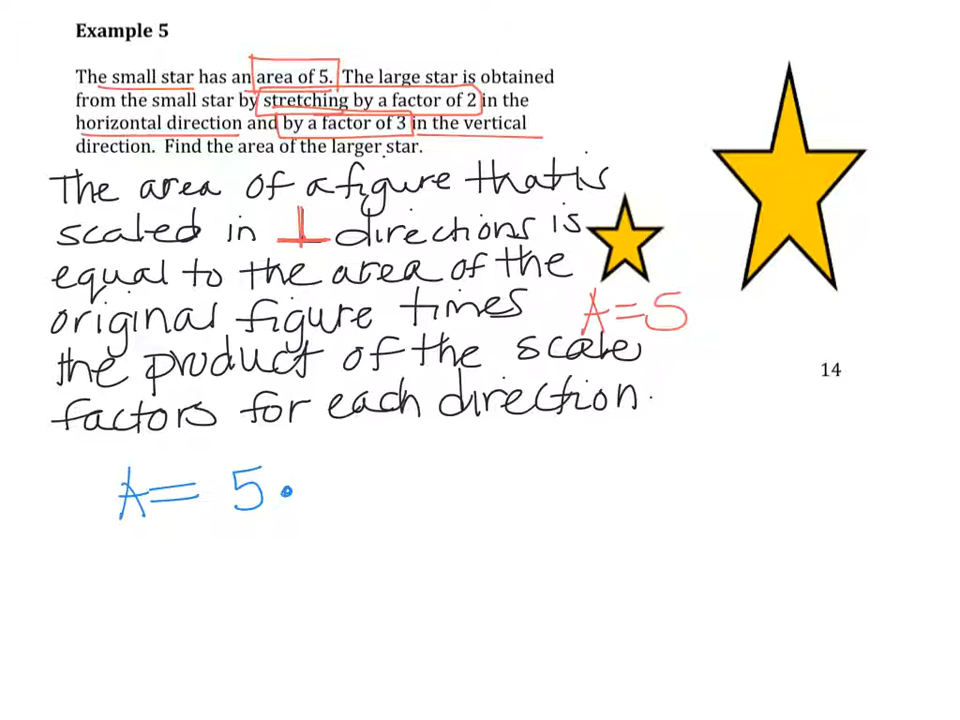 Example 5
The small star has an area of 5. The large star is obtained
from the small star by stretching by a factor of 2 in the
horizontal direction and by a factor of 3 in the vertical
direction. Find the area of the larger star.
The area of a figure that is
scaled in ⊥ directions is
equal to the area of the
original figure times
A=5
the product of the scale
factors for each direction.
14
A= 5 •